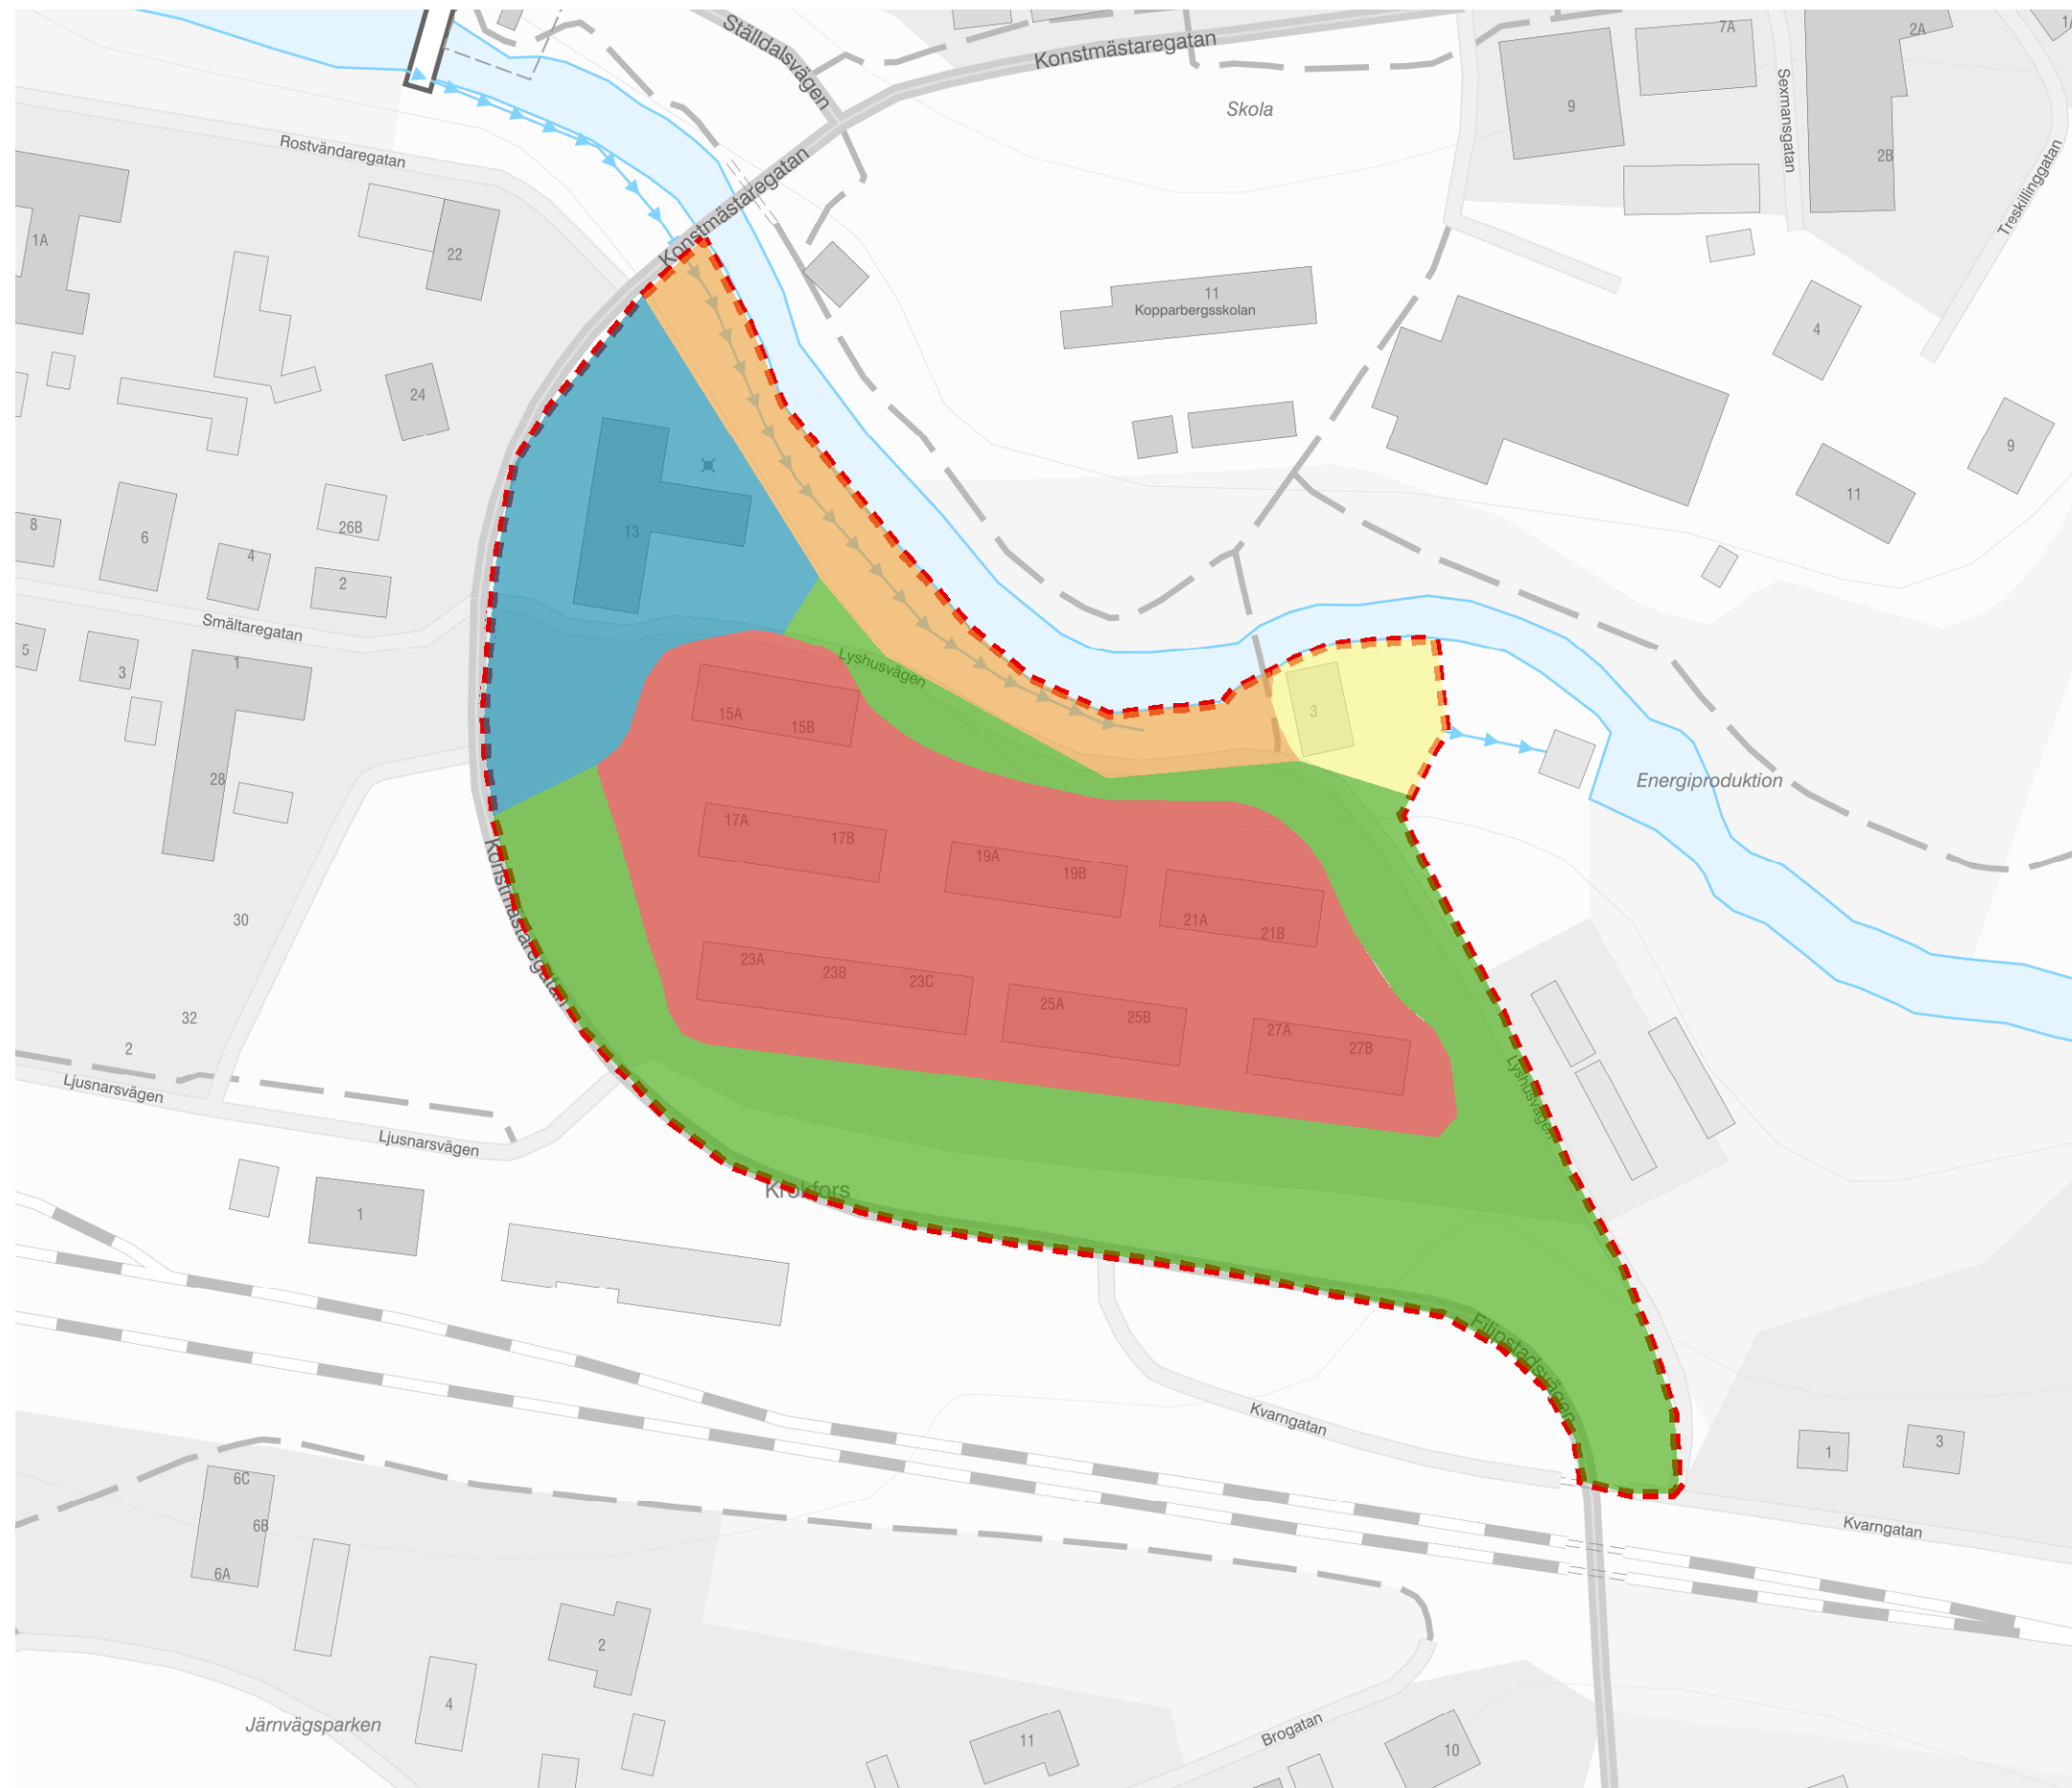 Ställdalsvägen
Konstmästaregatan
7A
2A
Skola
9
Sexmansgatan
2B
Treskillinggatan
Rostvändaregatan
Konstmästaregatan
1A
22
11
Kopparbergsskolan
4
24
9
11
8
6
26B
4
2
13
Smältaregatan
5
3
1
Lyshusvägen
3
15A
15B
28
Energiproduktion
17A
17B
19A
19B
21A
21B
Konstmästaregatan
30
23A
23B
23C
25A
25B
27A
27B
32
2
Ljusnarsvägen
Ljusnarsvägen
Lyshusvägen
Krokfors
1
Filipstadsvägen
Kvarngatan
1
3
6C
6B
6A
Kvarngatan
2
4
Järnvägsparken
11
Brogatan
10